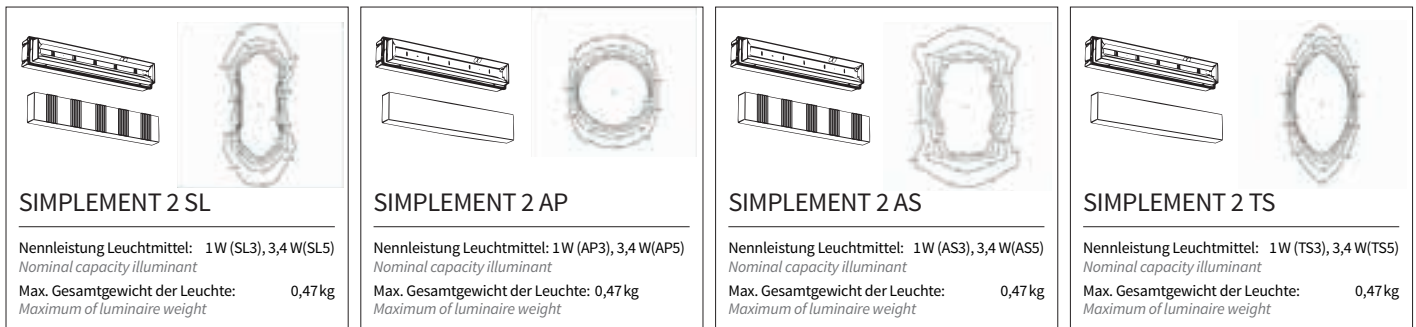 SIMPLEMENT 2 SL
Nennleistung Leuchtmittel: 1 W (SL3), 3,4 W(SL5)
Nominal capacity illuminant
Max. Gesamtgewicht der Leuchte: 0,47 kg
Maximum of luminaire weight
SIMPLEMENT 2 AP
Nennleistung Leuchtmittel: 1 W (AP3), 3,4 W(AP5)
Nominal capacity illuminant
Max. Gesamtgewicht der Leuchte: 0,47 kg
Maximum of luminaire weight
SIMPLEMENT 2 AS
Nennleistung Leuchtmittel: 1 W (AS3), 3,4 W(AS5)
Nominal capacity illuminant
Max. Gesamtgewicht der Leuchte: 0,47 kg
Maximum of luminaire weight
SIMPLEMENT 2 TS
Nennleistung Leuchtmittel: 1 W (TS3), 3,4 W(TS5)
Nominal capacity illuminant
Max. Gesamtgewicht der Leuchte: 0,47 kg
Maximum of luminaire weight